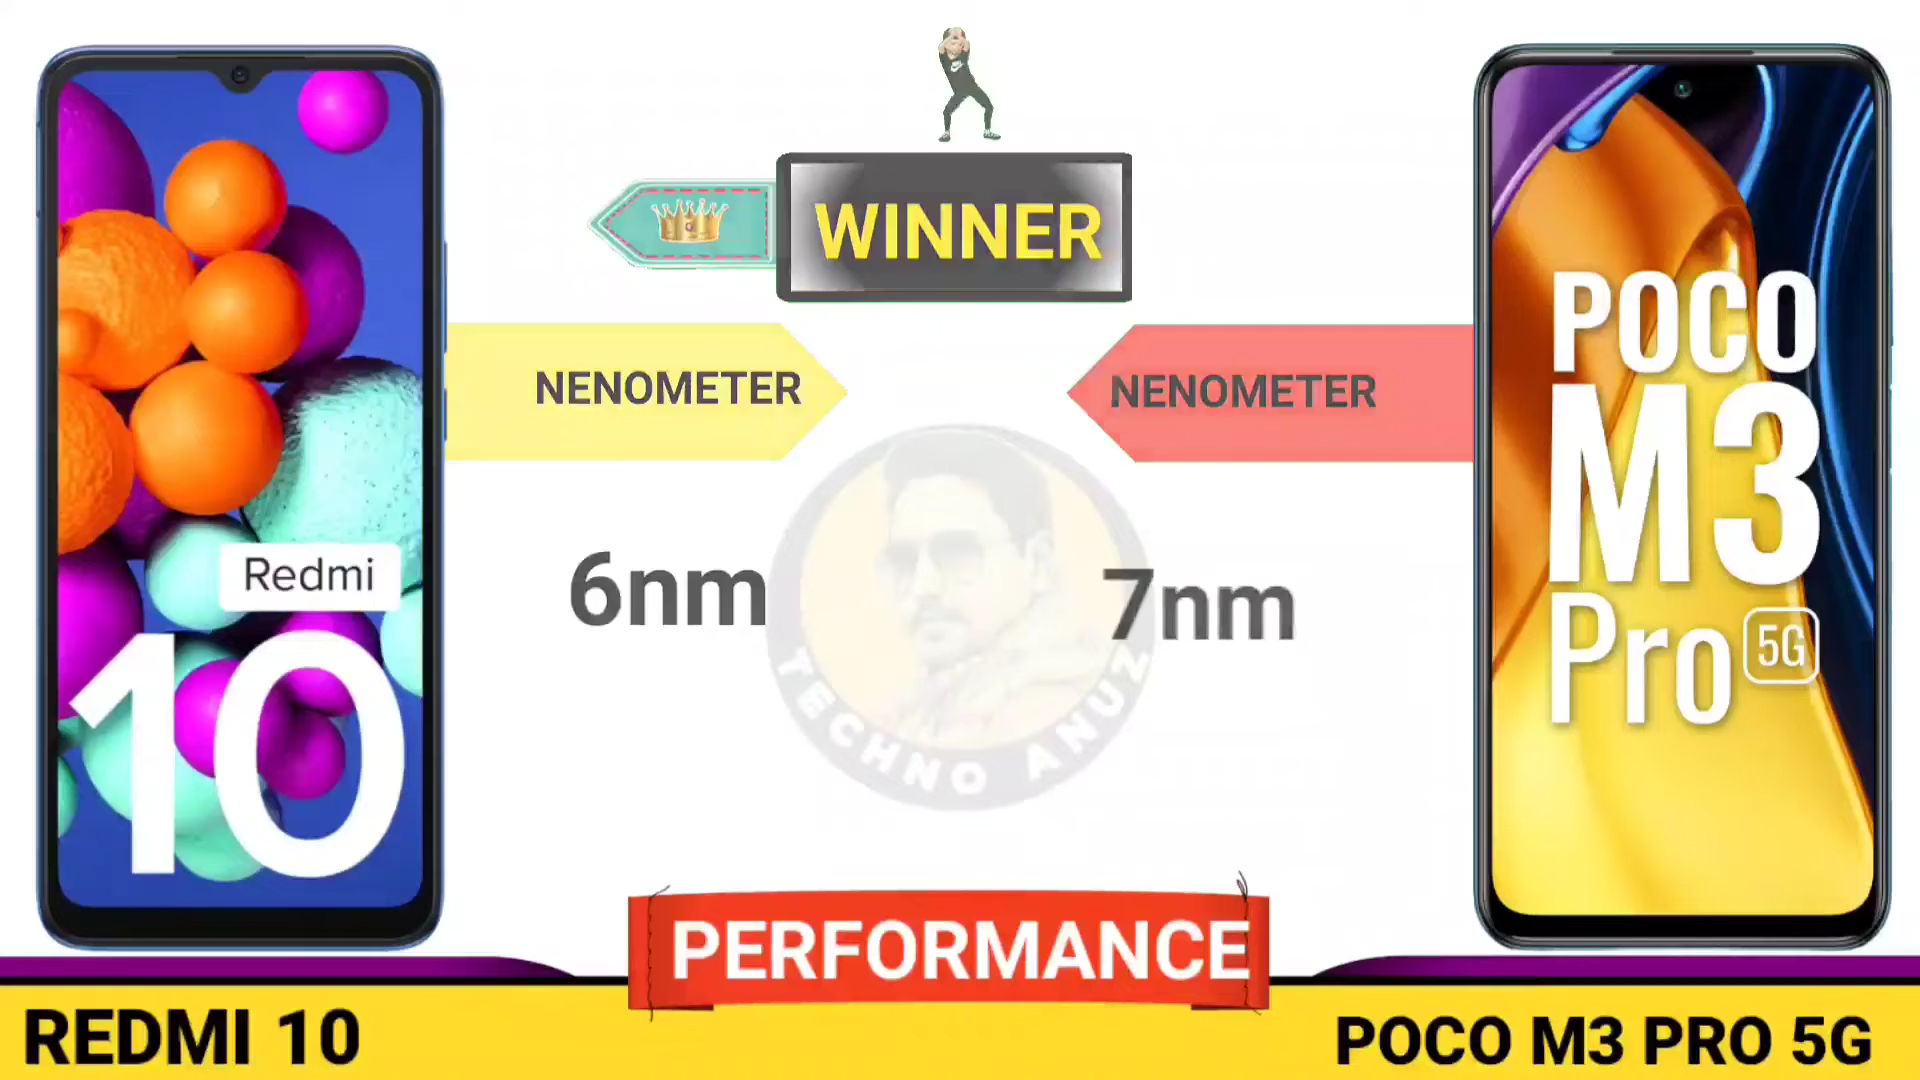 WINNER
NENOMETER
NENOMETER
6nm
7nm
Redmi
10
POCO
M3
Pro 5G
TECHNO ANUZ
PERFORMANCE
REDMI 10
POCO M3 PRO 5G